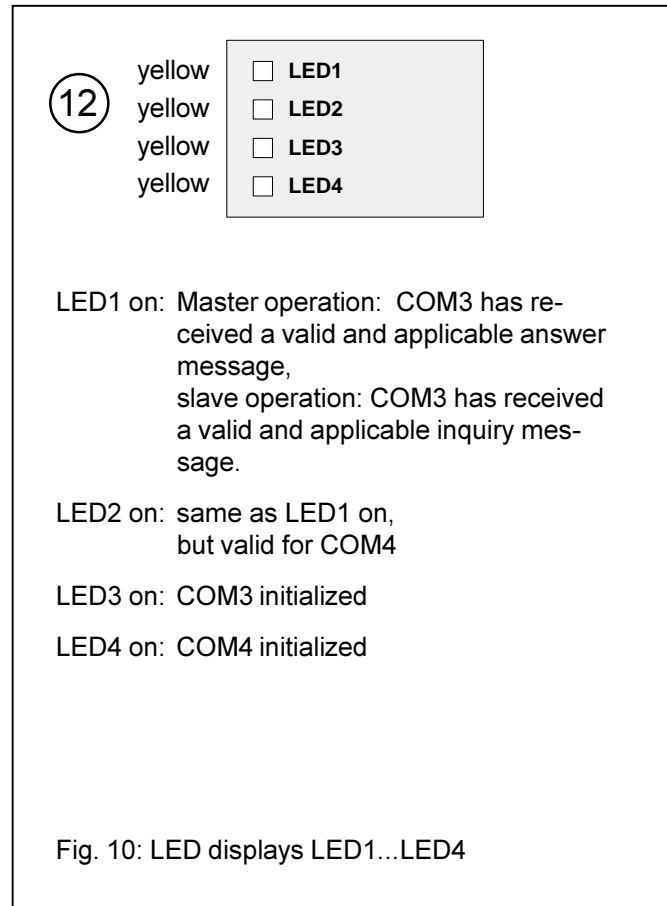 12
yellow LED1
yellow LED2
yellow LED3
yellow LED4
LED1 on: Master operation: COM3 has re-
ceived a valid and applicable answer
message,
slave operation: COM3 has received
a valid and applicable inquiry mes-
sage.
LED2 on: same as LED1 on,
but valid for COM4
LED3 on: COM3 initialized
LED4 on: COM4 initialized
Fig. 10: LED displays LED1...LED4